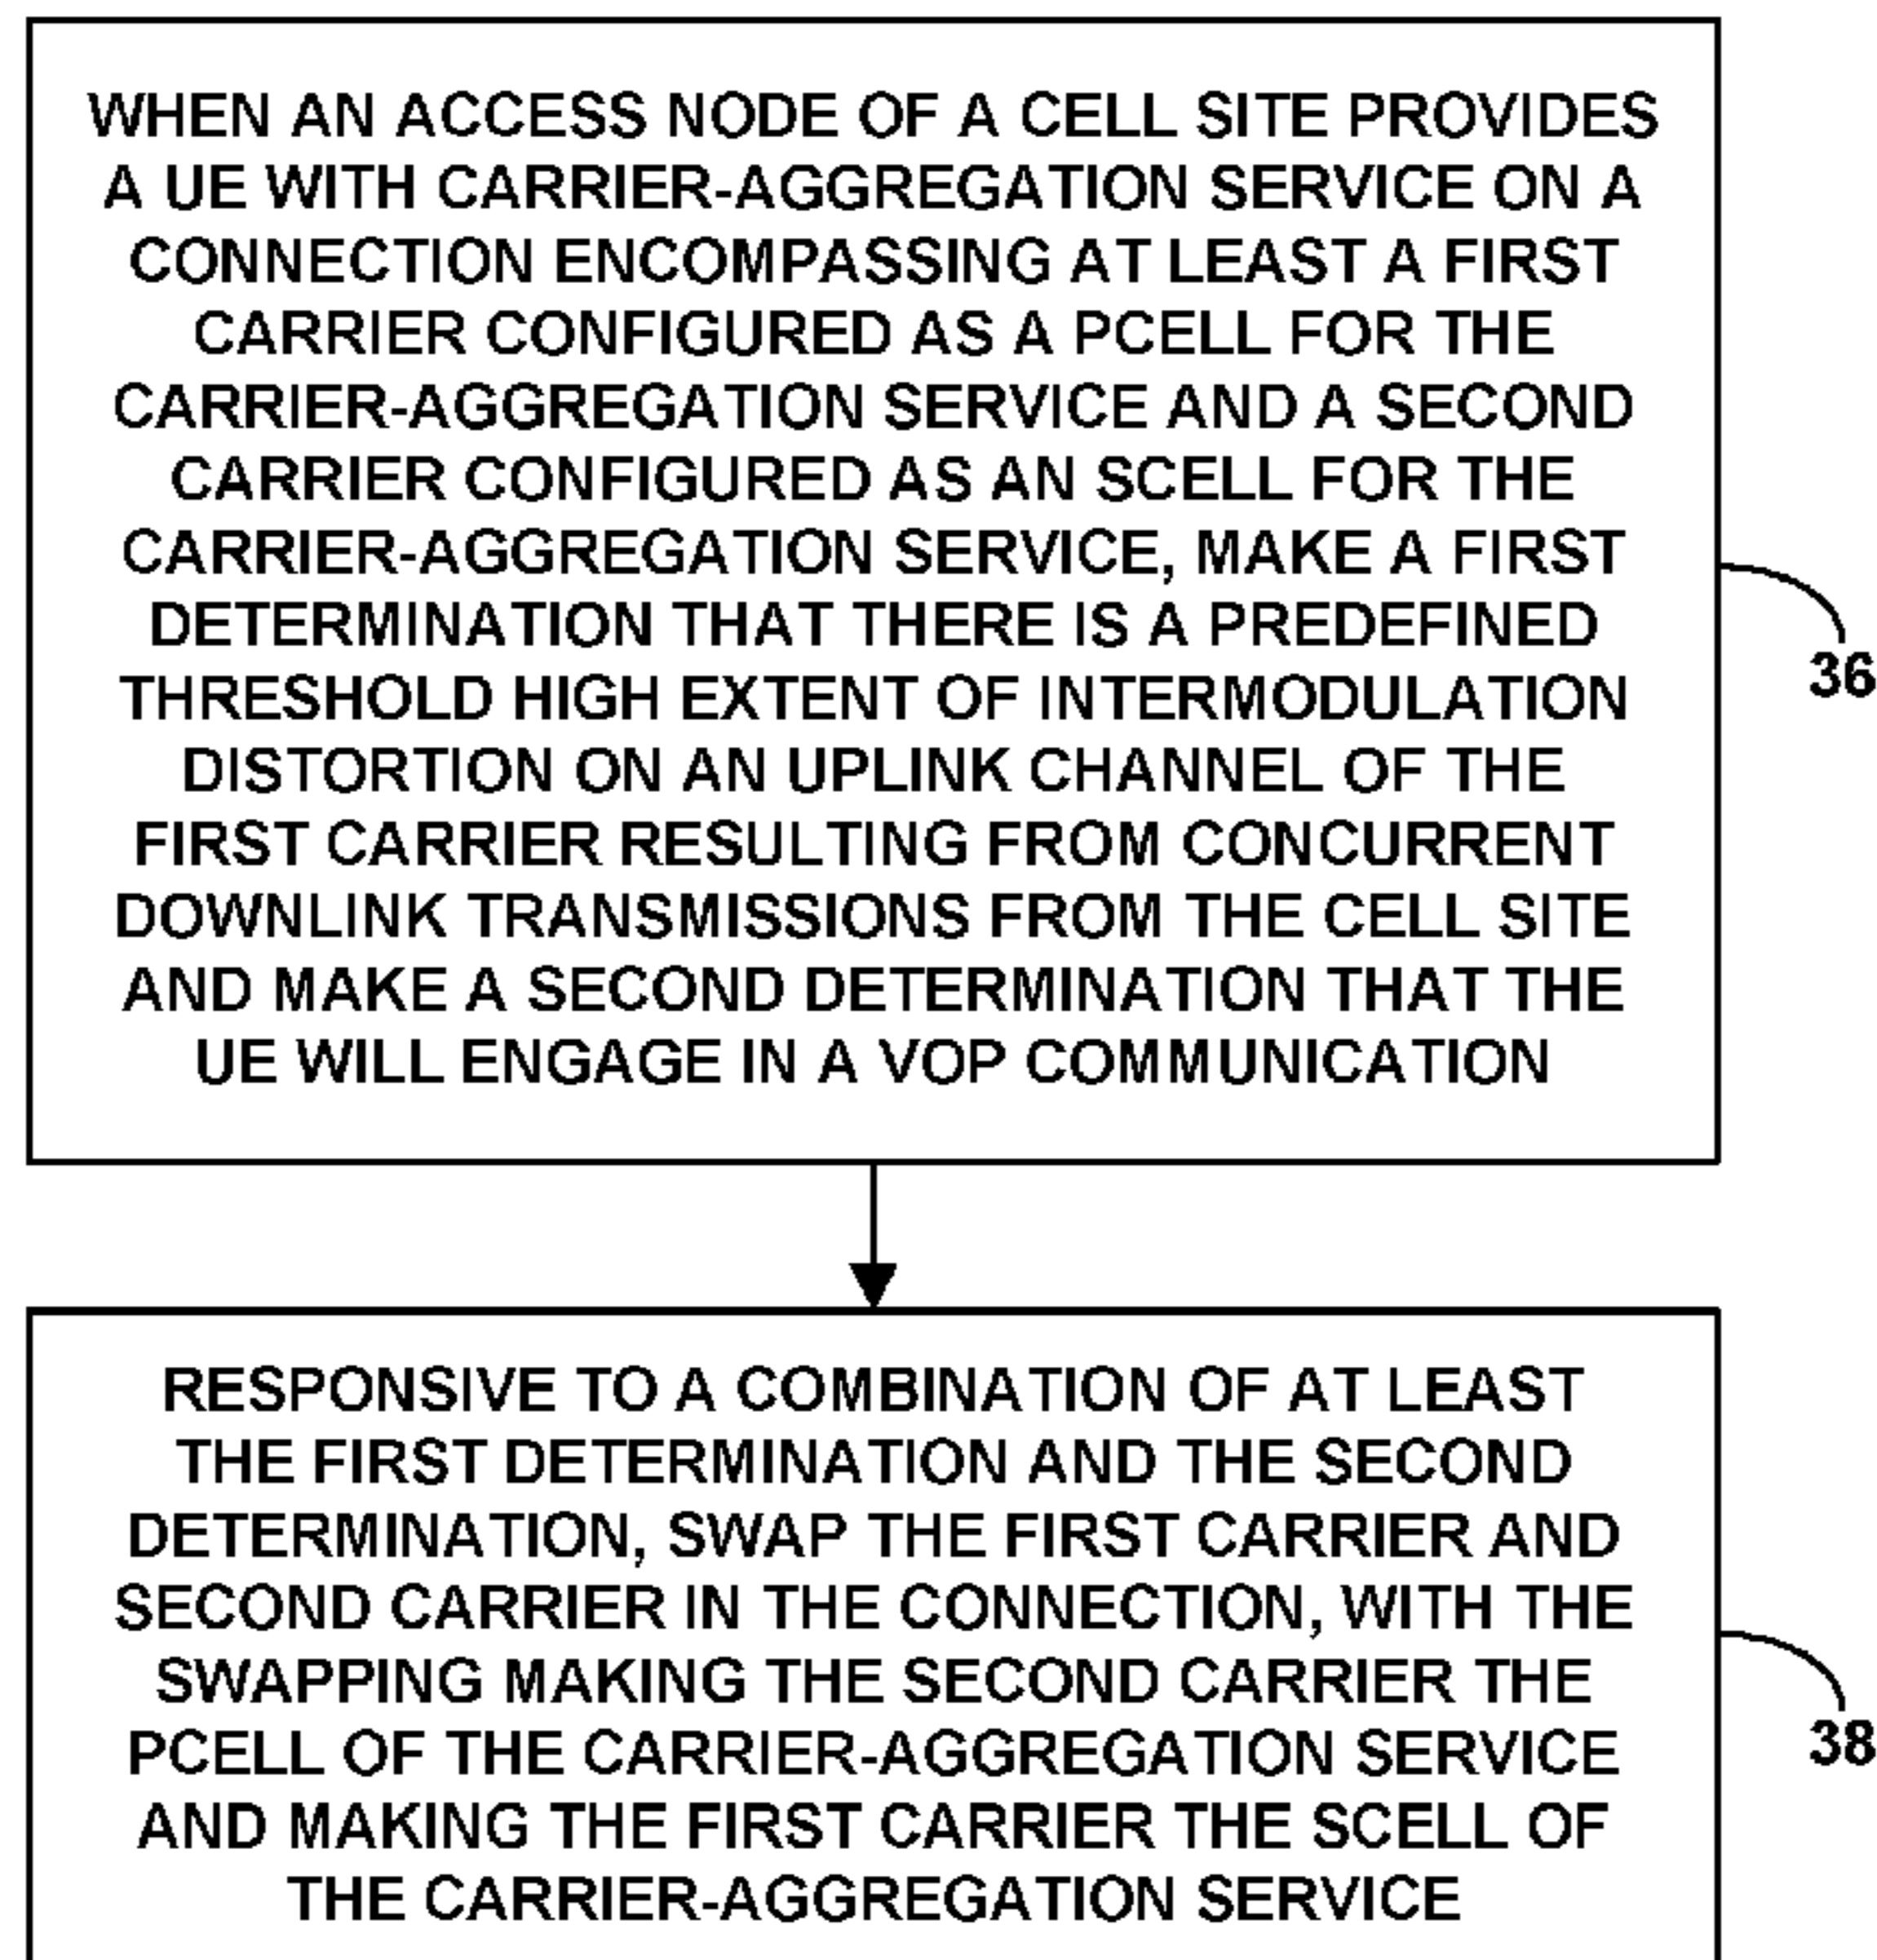 WHEN AN ACCESS NODE OF A CELL SITE PROVIDES
A UE WITH CARRIER-AGGREGATION SERVICE ON A
CONNECTION ENCOMPASSING AT LEAST A FIRST
CARRIER CONFIGURED AS A PCELL FOR THE
CARRIER-AGGREGATION SERVICE AND A SECOND
CARRIER CONFIGURED AS AN SCELL FOR THE
CARRIER-AGGREGATION SERVICE, MAKE A FIRST
DETERMINATION THAT THERE IS A PREDEFINED
THRESHOLD HIGH EXTENT OF INTERMODULATION
DISTORTION ON AN UPLINK CHANNEL OF THE
FIRST CARRIER RESULTING FROM CONCURRENT
DOWNLINK TRANSMISSIONS FROM THE CELL SITE
AND MAKE A SECOND DETERMINATION THAT THE
UE WILL ENGAGE IN A VOP COMMUNICATION
36
RESPONSIVE TO A COMBINATION OF AT LEAST
THE FIRST DETERMINATION AND THE SECOND
DETERMINATION, SWAP THE FIRST CARRIER AND
SECOND CARRIER IN THE CONNECTION, WITH THE
SWAPPING MAKING THE SECOND CARRIER THE
PCELL OF THE CARRIER-AGGREGATION SERVICE
AND MAKING THE FIRST CARRIER THE SCELL OF
THE CARRIER-AGGREGATION SERVICE
38